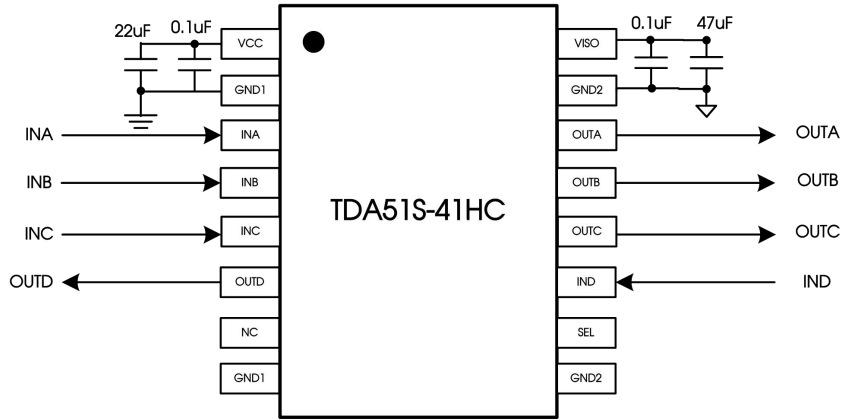 22uF 0.1uF VCC VISO 0.1uF 47uF
GND1 GND2
INA INA OUTA OUTA
INB INB OUTB OUTB
TDA51S-41HC
INC INC OUTC OUTC
OUTD OUTD IND IND
NC SEL
GND1 GND2